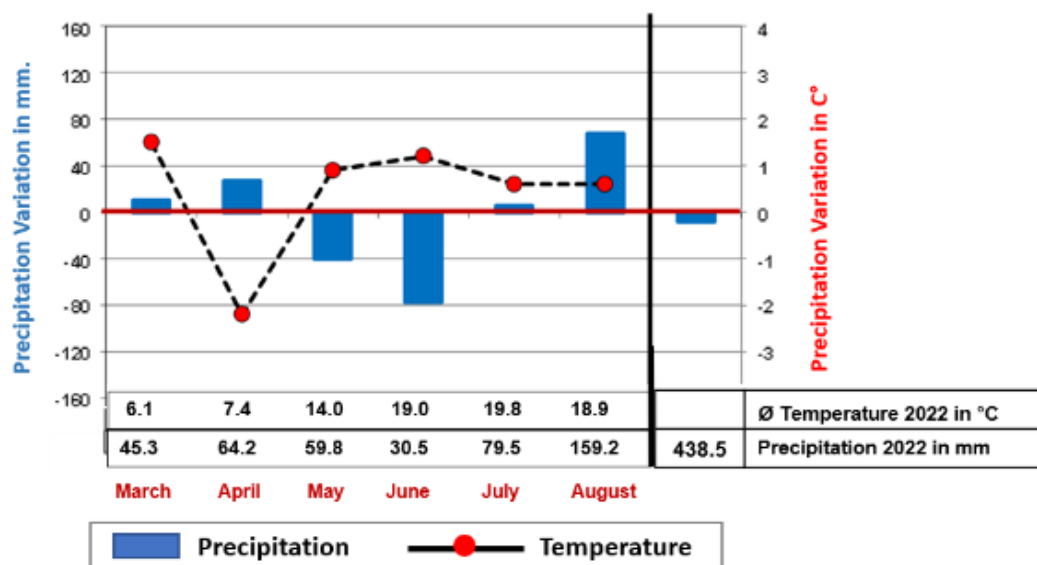 Precipitation Variation in mm.
160
120
80
40
0
-40
-80
-120
-160
4
3
2
1
0
-1
-2
-3
Precipitation Variation in C°
6.1 7.4 14.0 19.0 19.8 18.9 Ø Temperature 2022 in °C
45.3 64.2 59.8 30.5 79.5 159.2 438.5 Precipitation 2022 in mm
March April May June July August
Precipitation Temperature